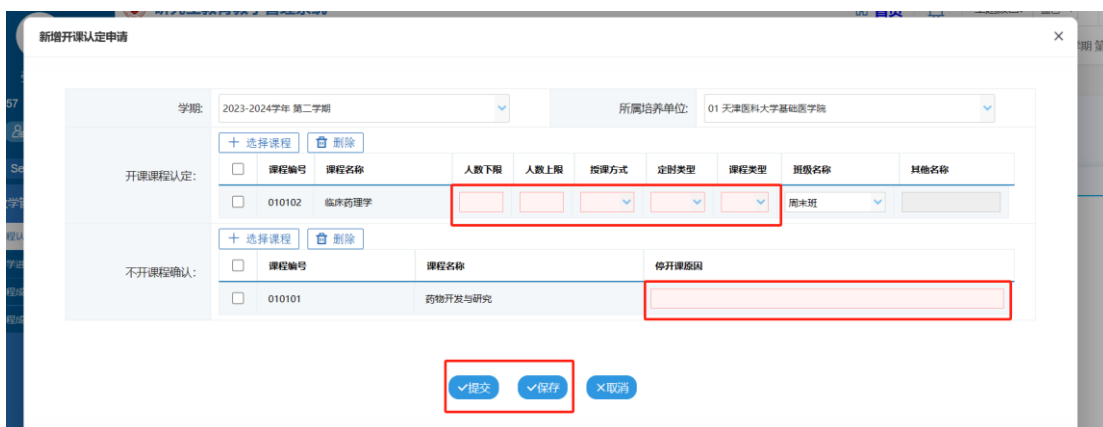 首页
新增开课认定申请
×
学期 第
57
学期: 2023-2024学年 第二学期 所属培养单位: 01 天津医科大学基础医学院
Se
开课课程认定:
+ 选择课程 删除
课程编号 课程名称 人数下限 人数上限 授课方式 定时类型 课程类型 班级名称 其他名称
010102 临床药理学 周末班
不开课程确认:
+ 选择课程 删除
课程编号 课程名称 停开课原因
010101 药物开发与研究
提交 保存 ×取消